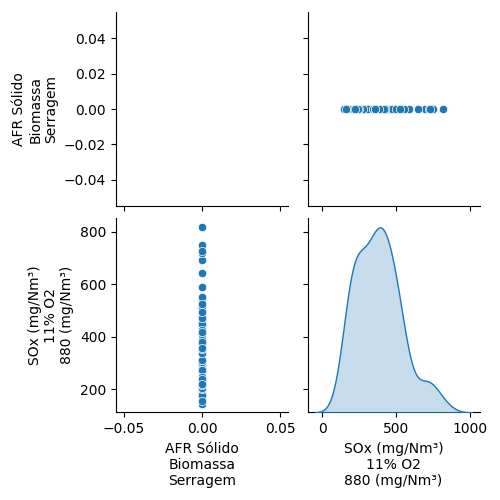 0.04
0.02
0.00
−0.02
−0.04
AFR Sólido
Biomassa
Serragem
800
600
400
200
SOx (mg/Nm³)
11% O2
880 (mg/Nm³)
−0.05 0.00 0.05
AFR Sólido
Biomassa
Serragem
0 500 1000
SOx (mg/Nm³)
11% O2
880 (mg/Nm³)